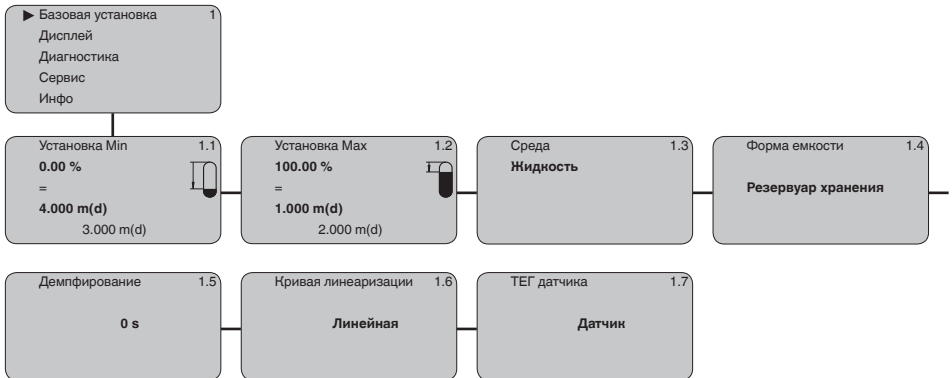 ▶ Базовая установка 1
Дисплей
Диагностика
Сервис
Инфо
Установка Min 1.1
0.00 %
=
4.000 m(d)
3.000 m(d)
Установка Max 1.2
100.00 %
=
1.000 m(d)
2.000 m(d)
Среда 1.3
Жидкость
Форма емкости 1.4
Резервуар хранения
Демпфирование 1.5
0 s
Кривая линеаризации 1.6
Линейная
ТЕГ датчика 1.7
Датчик